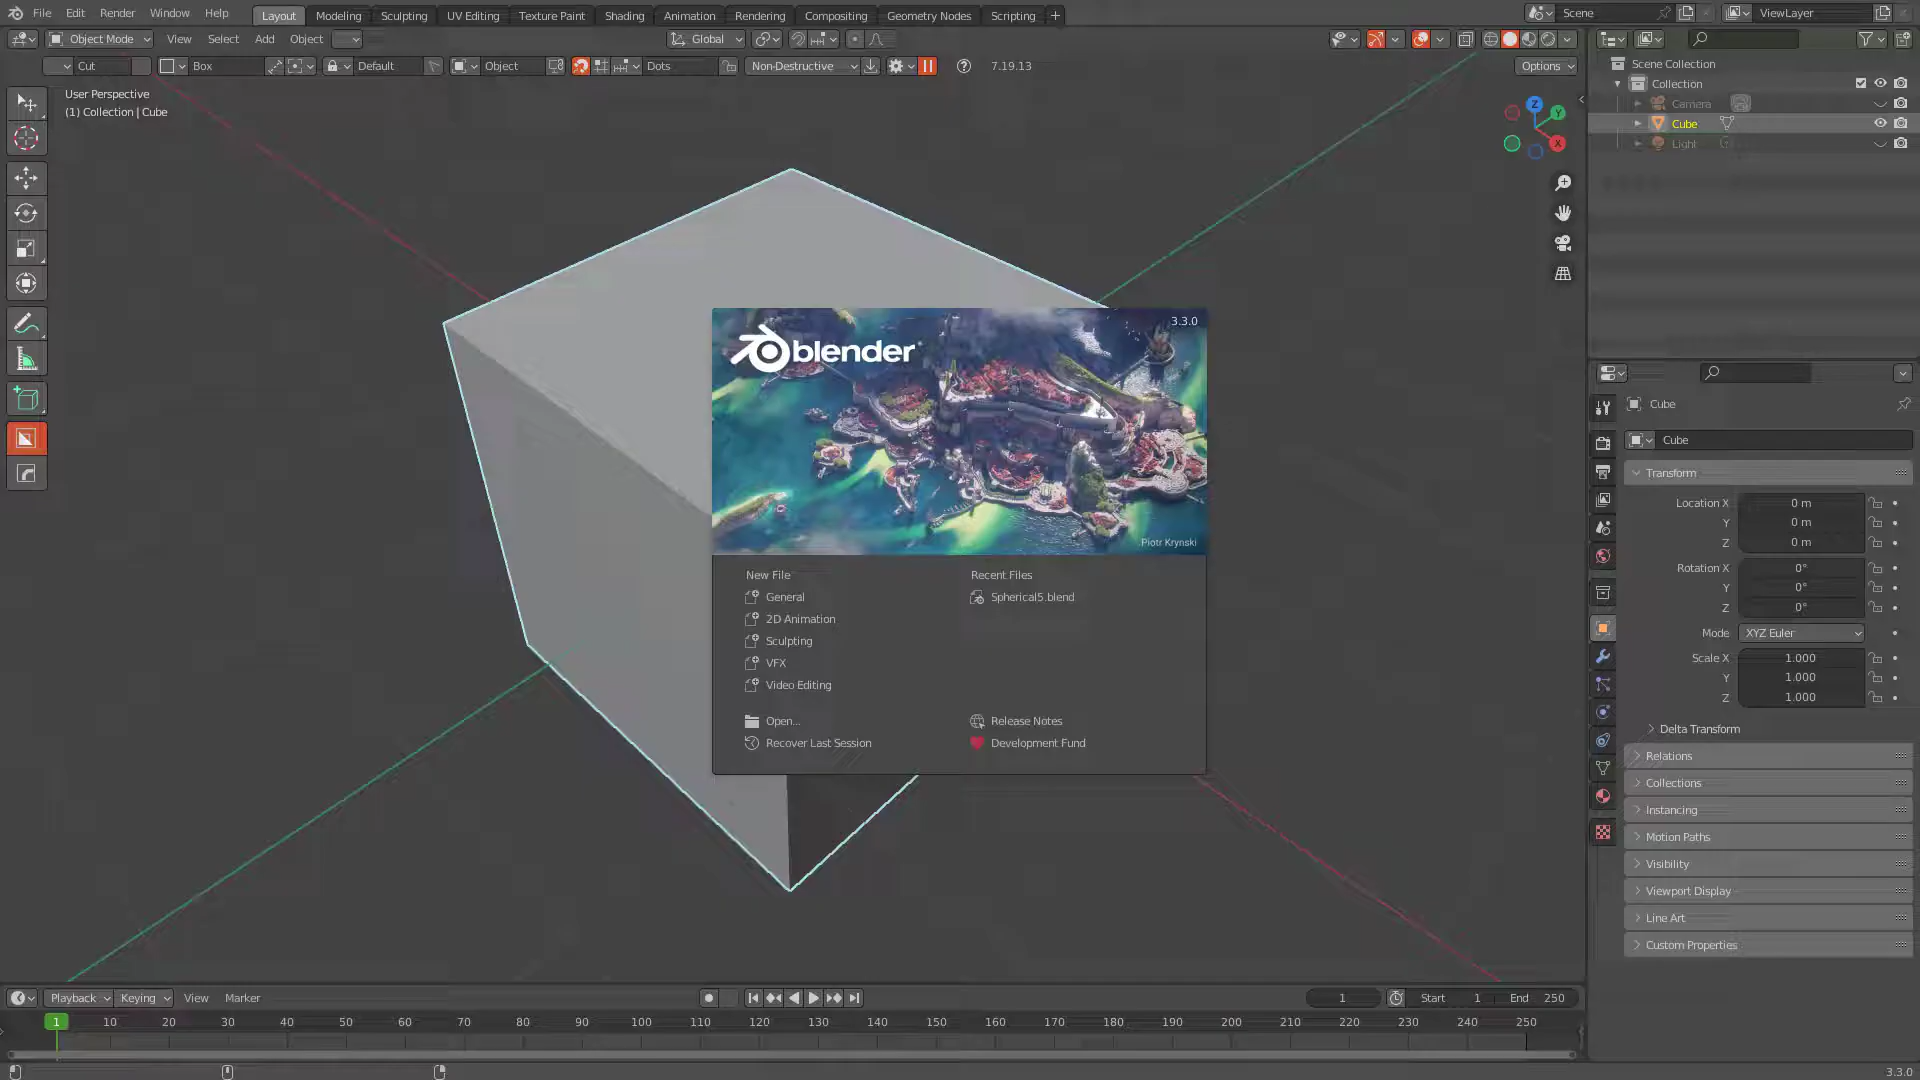 File Edit Render Window Help Layout Modeling Sculpting UV Editing Texture Paint Shading Animation Rendering Compositing Geometry Nodes Scripting + Scene ViewLayer
Object Mode View Select Add Object Global
Cut Box Default Object Dots Non-Destructive 7.19.13 Options
User Perspective
(1) Collection | Cube
Z
Y
X
Scene Collection
Collection
Camera
Cube
Light
3.3.0
blender
Piotr Krynski
New File
General
2D Animation
Sculpting
VFX
Video Editing
Open...
Recover Last Session
Recent Files
Spherical5.blend
Release Notes
Development Fund
Cube
Cube
Transform
Location X 0 m
Y 0 m
Z 0 m
Rotation X 0°
Y 0°
Z 0°
Mode XYZ Euler
Scale X 1.000
Y 1.000
Z 1.000
Delta Transform
Relations
Collections
Instancing
Motion Paths
Visibility
Viewport Display
Line Art
Custom Properties
Playback Keying View Marker 1 Start 1 End 250
1 10 20 30 40 50 60 70 80 90 100 110 120 130 140 150 160 170 180 190 200 210 220 230 240 250
3.3.0